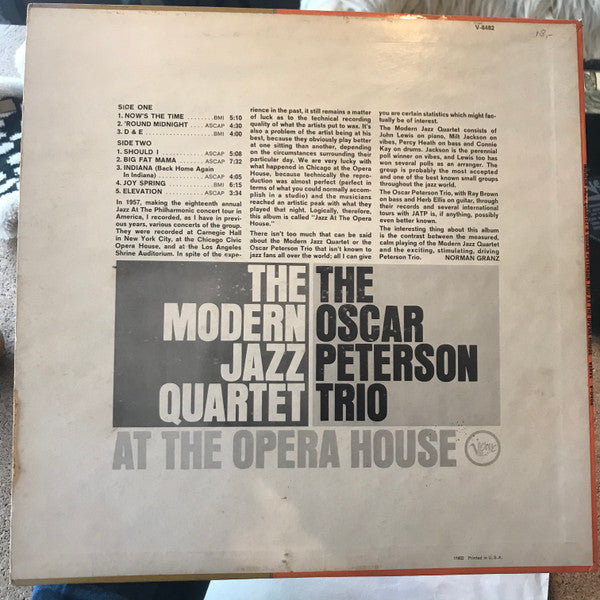 V-8482
13,-
SIDE ONE
1. NOW'S THE TIME BMI 5:10
2. 'ROUND MIDNIGHT ASCAP 4:30
3. D & E BMI 4:00
SIDE TWO
1. SHOULD I ASCAP 5:08
2. BIG FAT MAMA ASCAP 7:32
3. INDIANA (Back Home Again
In Indiana) ASCAP 4:05
4. JOY SPRING BMI 6:15
5. ELEVATION ASCAP 3:34
In 1957, making the eighteenth annual
Jazz At The Philharmonic concert tour in
America, I recorded, as I have in previ-
ous years, various concerts of the group.
They were recorded at Carnegie Hall
in New York City, at the Chicago Civic
Opera House, and at the Los Angeles
Shrine Auditorium. In spite of the expe-
rience in the past, it still remains a matter
of luck as to the technical recording
quality of what the artists put to wax. It's
also a problem of the artist being at his
best, because they obviously play better
at one sitting than another, depending
on the circumstances surrounding their
particular day. We are very lucky with
what happened in Chicago at the Opera
House, because technically the repro-
duction was almost perfect (perfect in
terms of what you could normally accom-
plish in a studio) and the musicians
reached an artistic peak with what they
played that night. Logically, therefore,
this album is called "Jazz At The Opera
House."
There isn't too much that can be said
about the Modern Jazz Quartet or the
Oscar Peterson Trio that isn't known to
jazz fans all over the world; all I can give
you are certain statistics which might fac-
tually be of interest.
The Modern Jazz Quartet consists of
John Lewis on piano, Milt Jackson on
vibes, Percy Heath on bass and Connie
Kay on drums. Jackson is the perennial
poll winner on vibes, and Lewis too has
won several polls as an arranger. The
group is probably the most accepted
and one of the best known small groups
throughout the jazz world.
The Oscar Peterson Trio, with Ray Brown
on bass and Herb Ellis on guitar, through
their records and several international
tours with JATP is, if anything, possibly
even better known.
The interesting thing about this album
is the contrast between the measured,
calm playing of the Modern Jazz Quartet
and the exciting, stimulating, driving
Peterson Trio. NORMAN GRANZ
THE
MODERN
JAZZ
QUARTET
THE
OSCAR
PETERSON
TRIO
AT THE OPERA HOUSE
Verve
Printed in U.S.A.